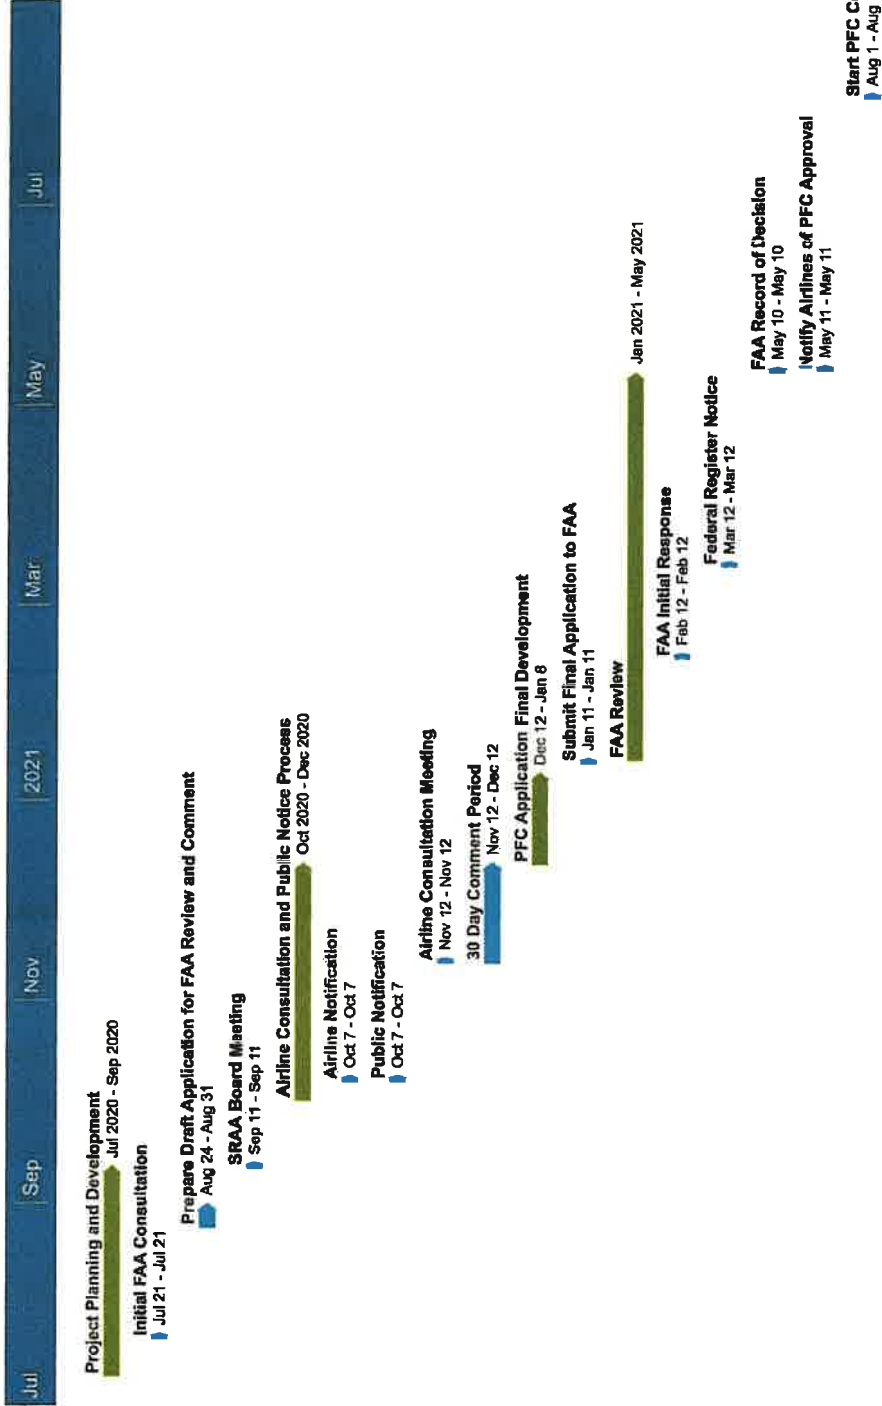 Jul
Sep
Nov
2021
Mar
May
Jul
Project Planning and Development
Jul 2020 - Sep 2020
Initial FAA Consultation
Jul 21 - Jul 21
Prepare Draft Application for FAA Review and Comment
Aug 24 - Aug 31
SRAA Board Meeting
Sep 11 - Sep 11
Airline Consultation and Public Notice Process
Oct 2020 - Dec 2020
Airline Notification
Oct 7 - Oct 7
Public Notification
Oct 7 - Oct 7
Airline Consultation Meeting
Nov 12 - Nov 12
30 Day Comment Period
Nov 12 - Dec 12
PFC Application Final Development
Dec 12 - Jan 8
Submit Final Application to FAA
Jan 11 - Jan 11
FAA Review
Jan 2021 - May 2021
FAA Initial Response
Feb 12 - Feb 12
Federal Register Notice
Mar 12 - Mar 12
FAA Record of Decision
May 10 - May 10
Notify Airlines of PFC Approval
May 11 - May 11
Start PFC
Aug 1 - Aug